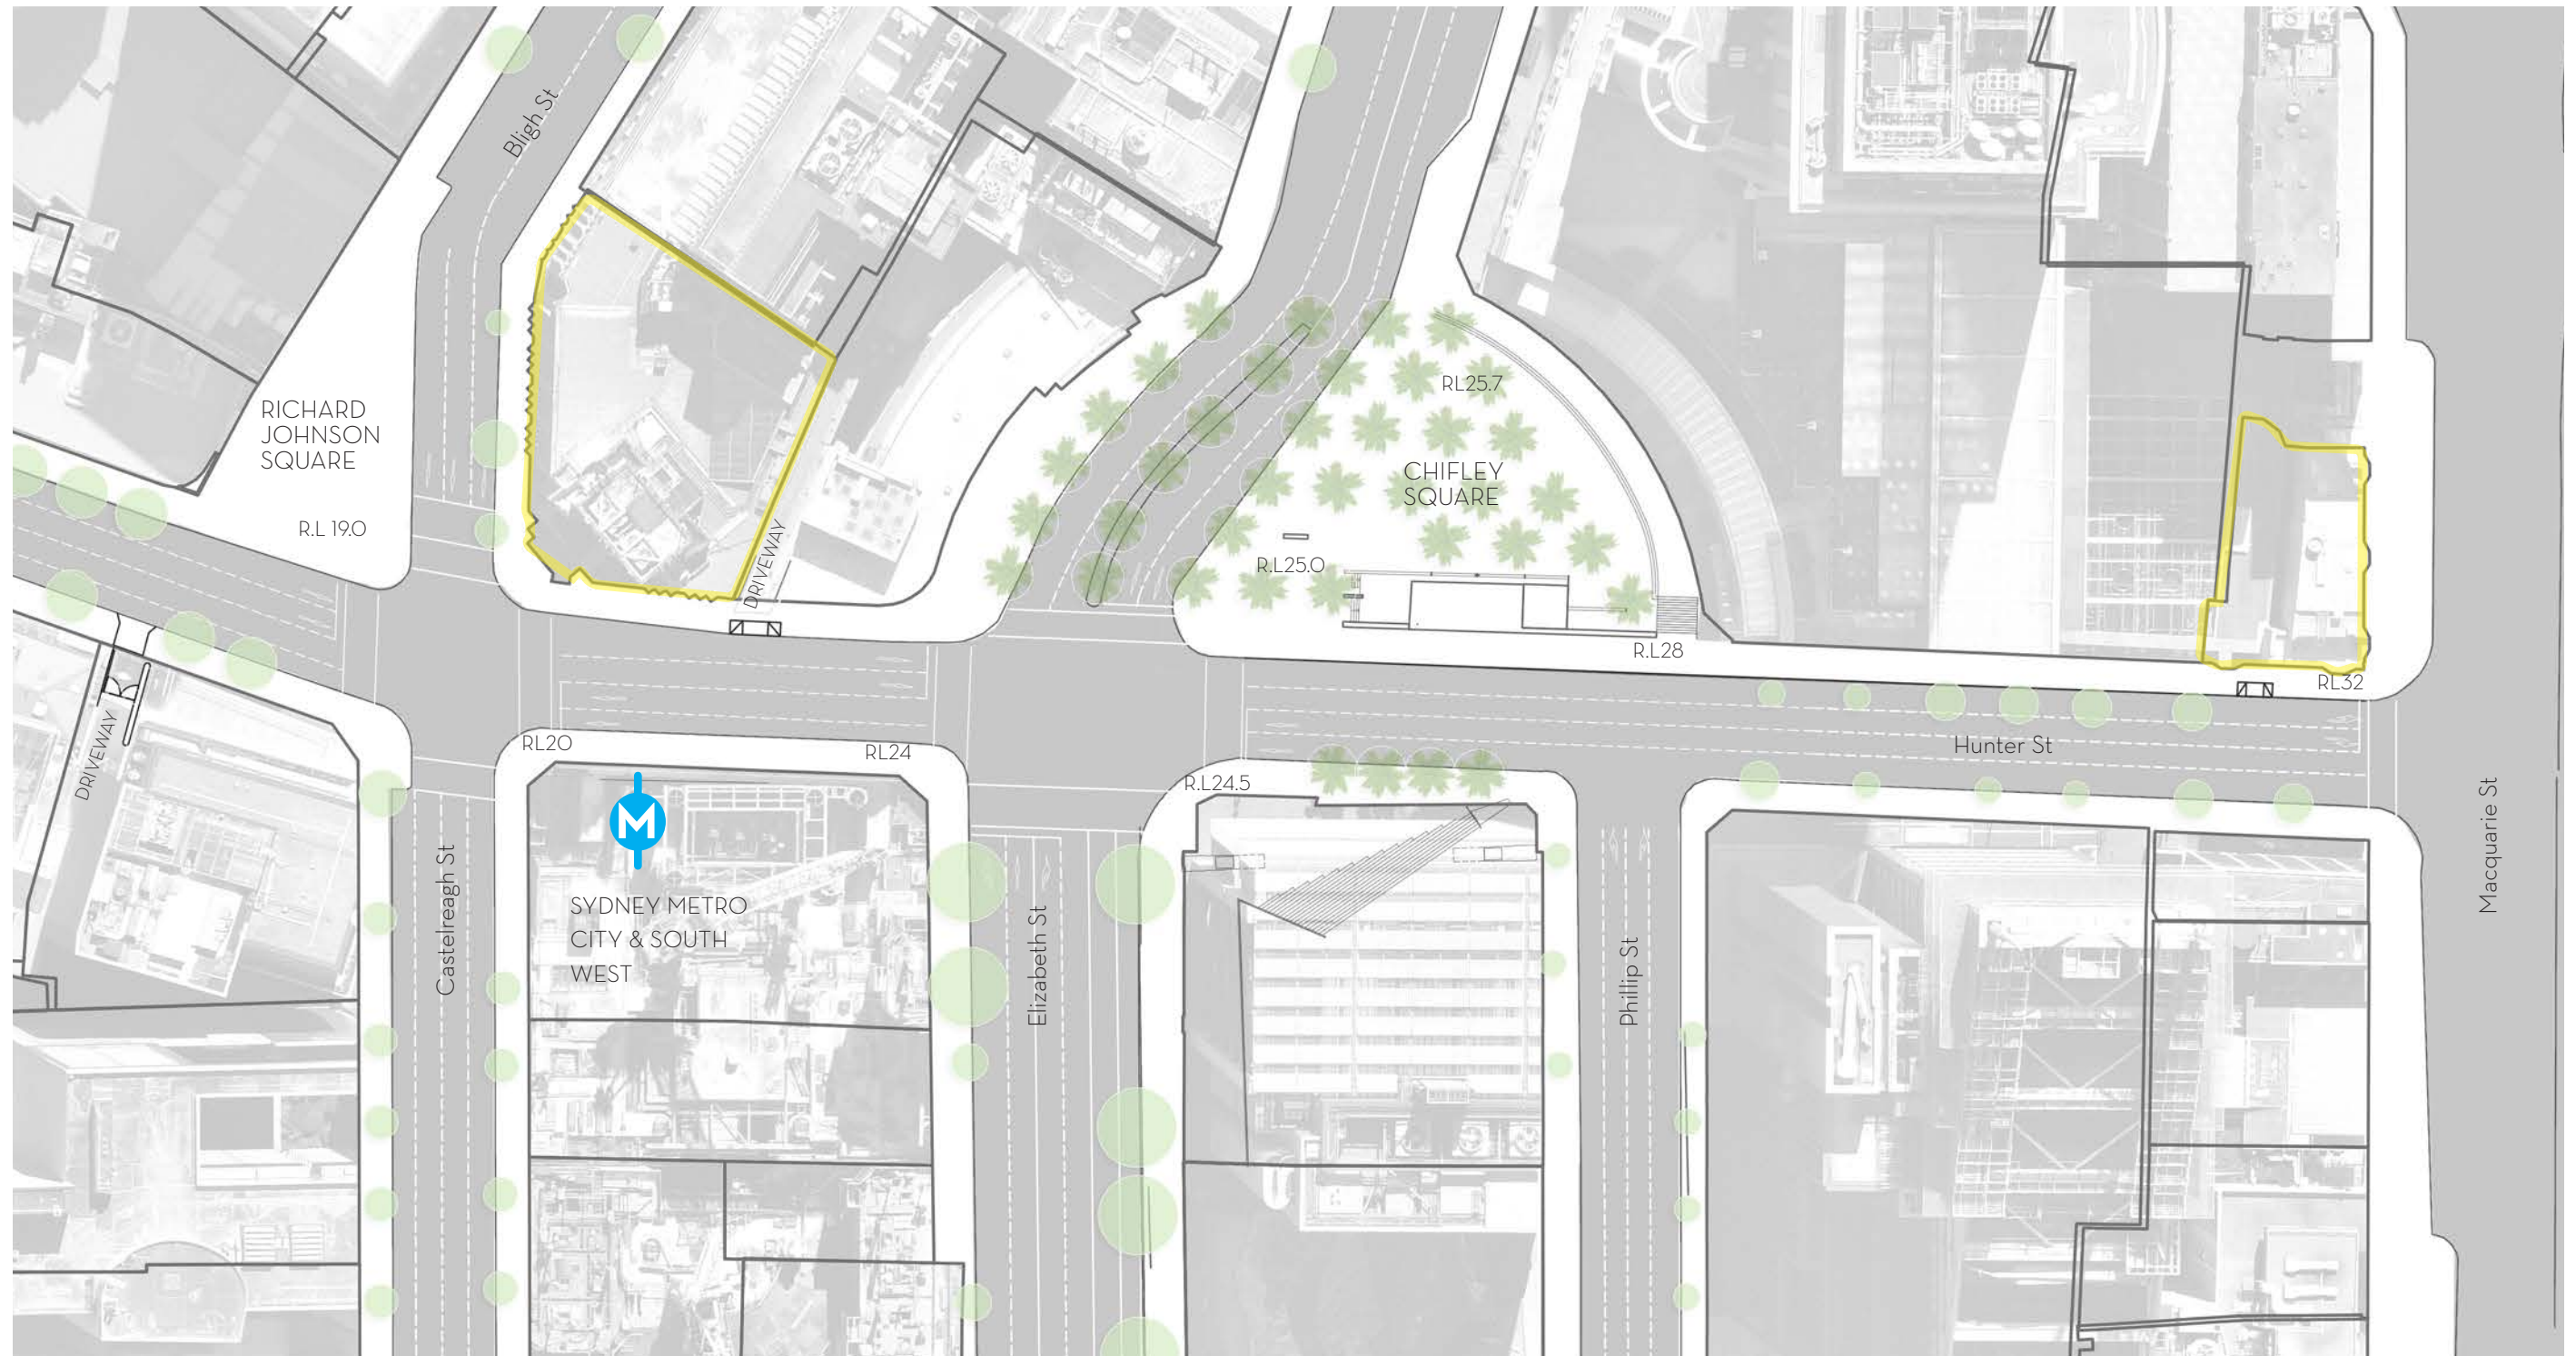 Bligh St
RICHARD
JOHNSON
SQUARE
R.L 19.0
DRIVEWAY
RL25.7
CHIFLEY
SQUARE
R.L25.0
R.L28
RL32
DRIVEWAY
RL20
RL24
R.L24.5
Hunter St
M
SYDNEY METRO
CITY & SOUTH
WEST
Castelreagh St
Elizabeth St
Phillip St
Macquarie St